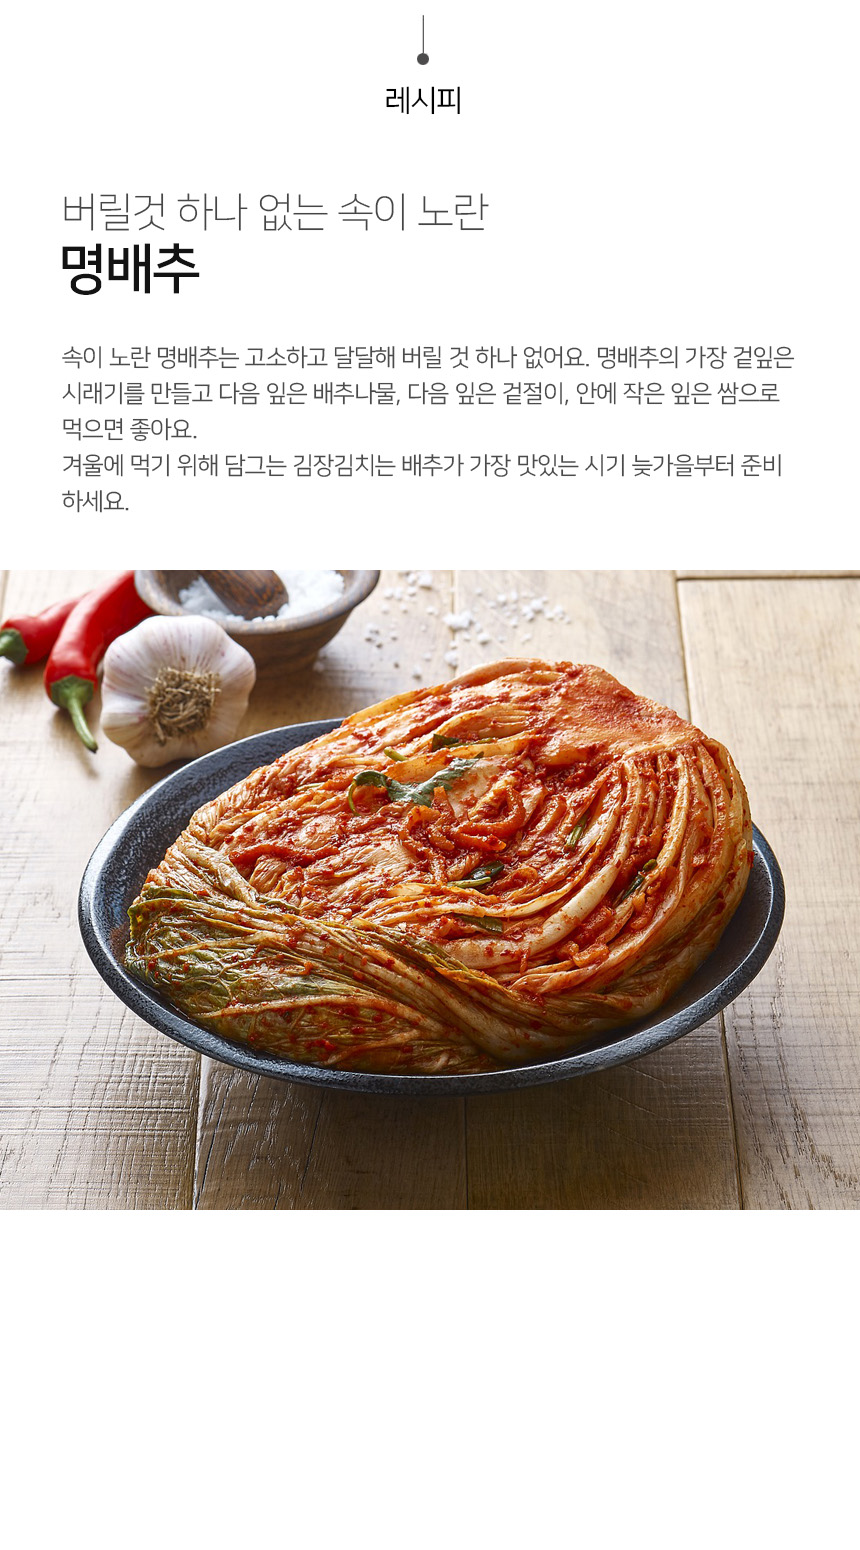 레시피
버릴것 하나 없는 속이 노란
명배추
속이 노란 명배추는 고소하고 달달해 버릴 것 하나 없어요. 명배추의 가장 겉잎은
시래기를 만들고 다음 잎은 배추나물, 다음 잎은 겉절이, 안에 작은 잎은 쌈으로
먹으면 좋아요.
겨울에 먹기 위해 담그는 김장김치는 배추가 가장 맛있는 시기 늦가을부터 준비
하세요.